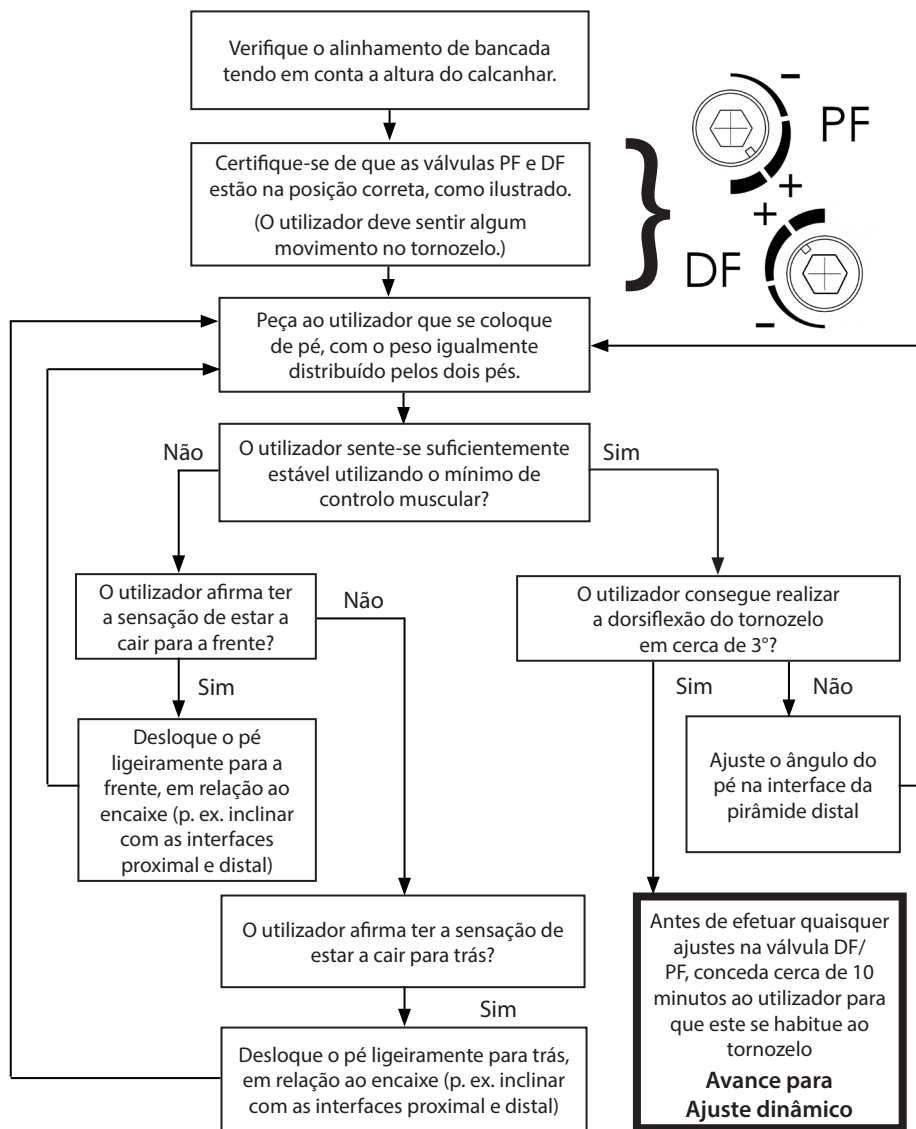 Verifique o alinhamento de bancada
tendo em conta a altura do calcanhar.
Certifique-se de que as válvulas PF e DF
estão na posição correta, como ilustrado.
(O utilizador deve sentir algum
movimento no tornozelo.)
-
PF
+
+
DF
-
Peça ao utilizador que se coloque
de pé, com o peso igualmente
distribuído pelos dois pés.
Não
O utilizador sente-se suficientemente
estável utilizando o mínimo de
controlo muscular?
Sim
O utilizador afirma ter
a sensação de estar a
cair para a frente?
Não
Sim
O utilizador consegue realizar
a dorsiflexão do tornozelo
em cerca de 3°?
Sim
Não
Desloque o pé
ligeiramente para a
frente, em relação ao
encaixe (p. ex. inclinar
com as interfaces
proximal e distal)
Ajuste o ângulo do
pé na interface da
pirâmide distal
O utilizador afirma ter a sensação de
estar a cair para trás?
Sim
Desloque o pé ligeiramente para trás,
em relação ao encaixe (p. ex. inclinar
com as interfaces proximal e distal)
Antes de efetuar quaisquer
ajustes na válvula DF/
PF, conceda cerca de 10
minutos ao utilizador para
que este se habitue ao
tornozelo
Avance para
Ajuste dinâmico